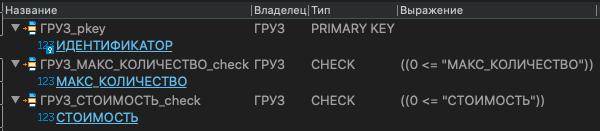 Название Владелец Тип Выражение
ГРУЗ_pkey ГРУЗ PRIMARY KEY
123 ИДЕНТИФИКАТОР
ГРУЗ_МАКС_КОЛИЧЕСТВО_check ГРУЗ CHECK ((0 <= "МАКС_КОЛИЧЕСТВО"))
123 МАКС_КОЛИЧЕСТВО
ГРУЗ_СТОИМОСТЬ_check ГРУЗ CHECK ((0 <= "СТОИМОСТЬ"))
123 СТОИМОСТЬ